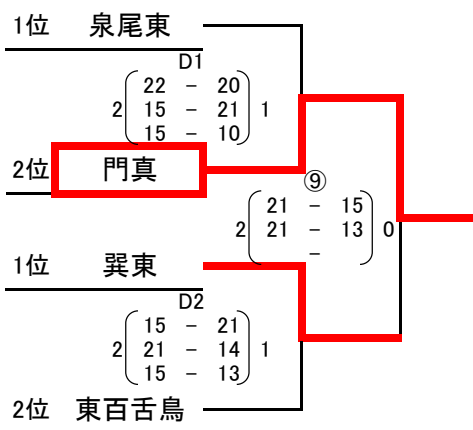 1位 泉尾東
D1
22 - 20
2 15 - 21 1
15 - 10
2位 門真
⑨
21 - 15
2 21 - 13 0
-
1位 巽東
D2
15 - 21
2 21 - 14 1
15 - 13
2位 東百舌鳥